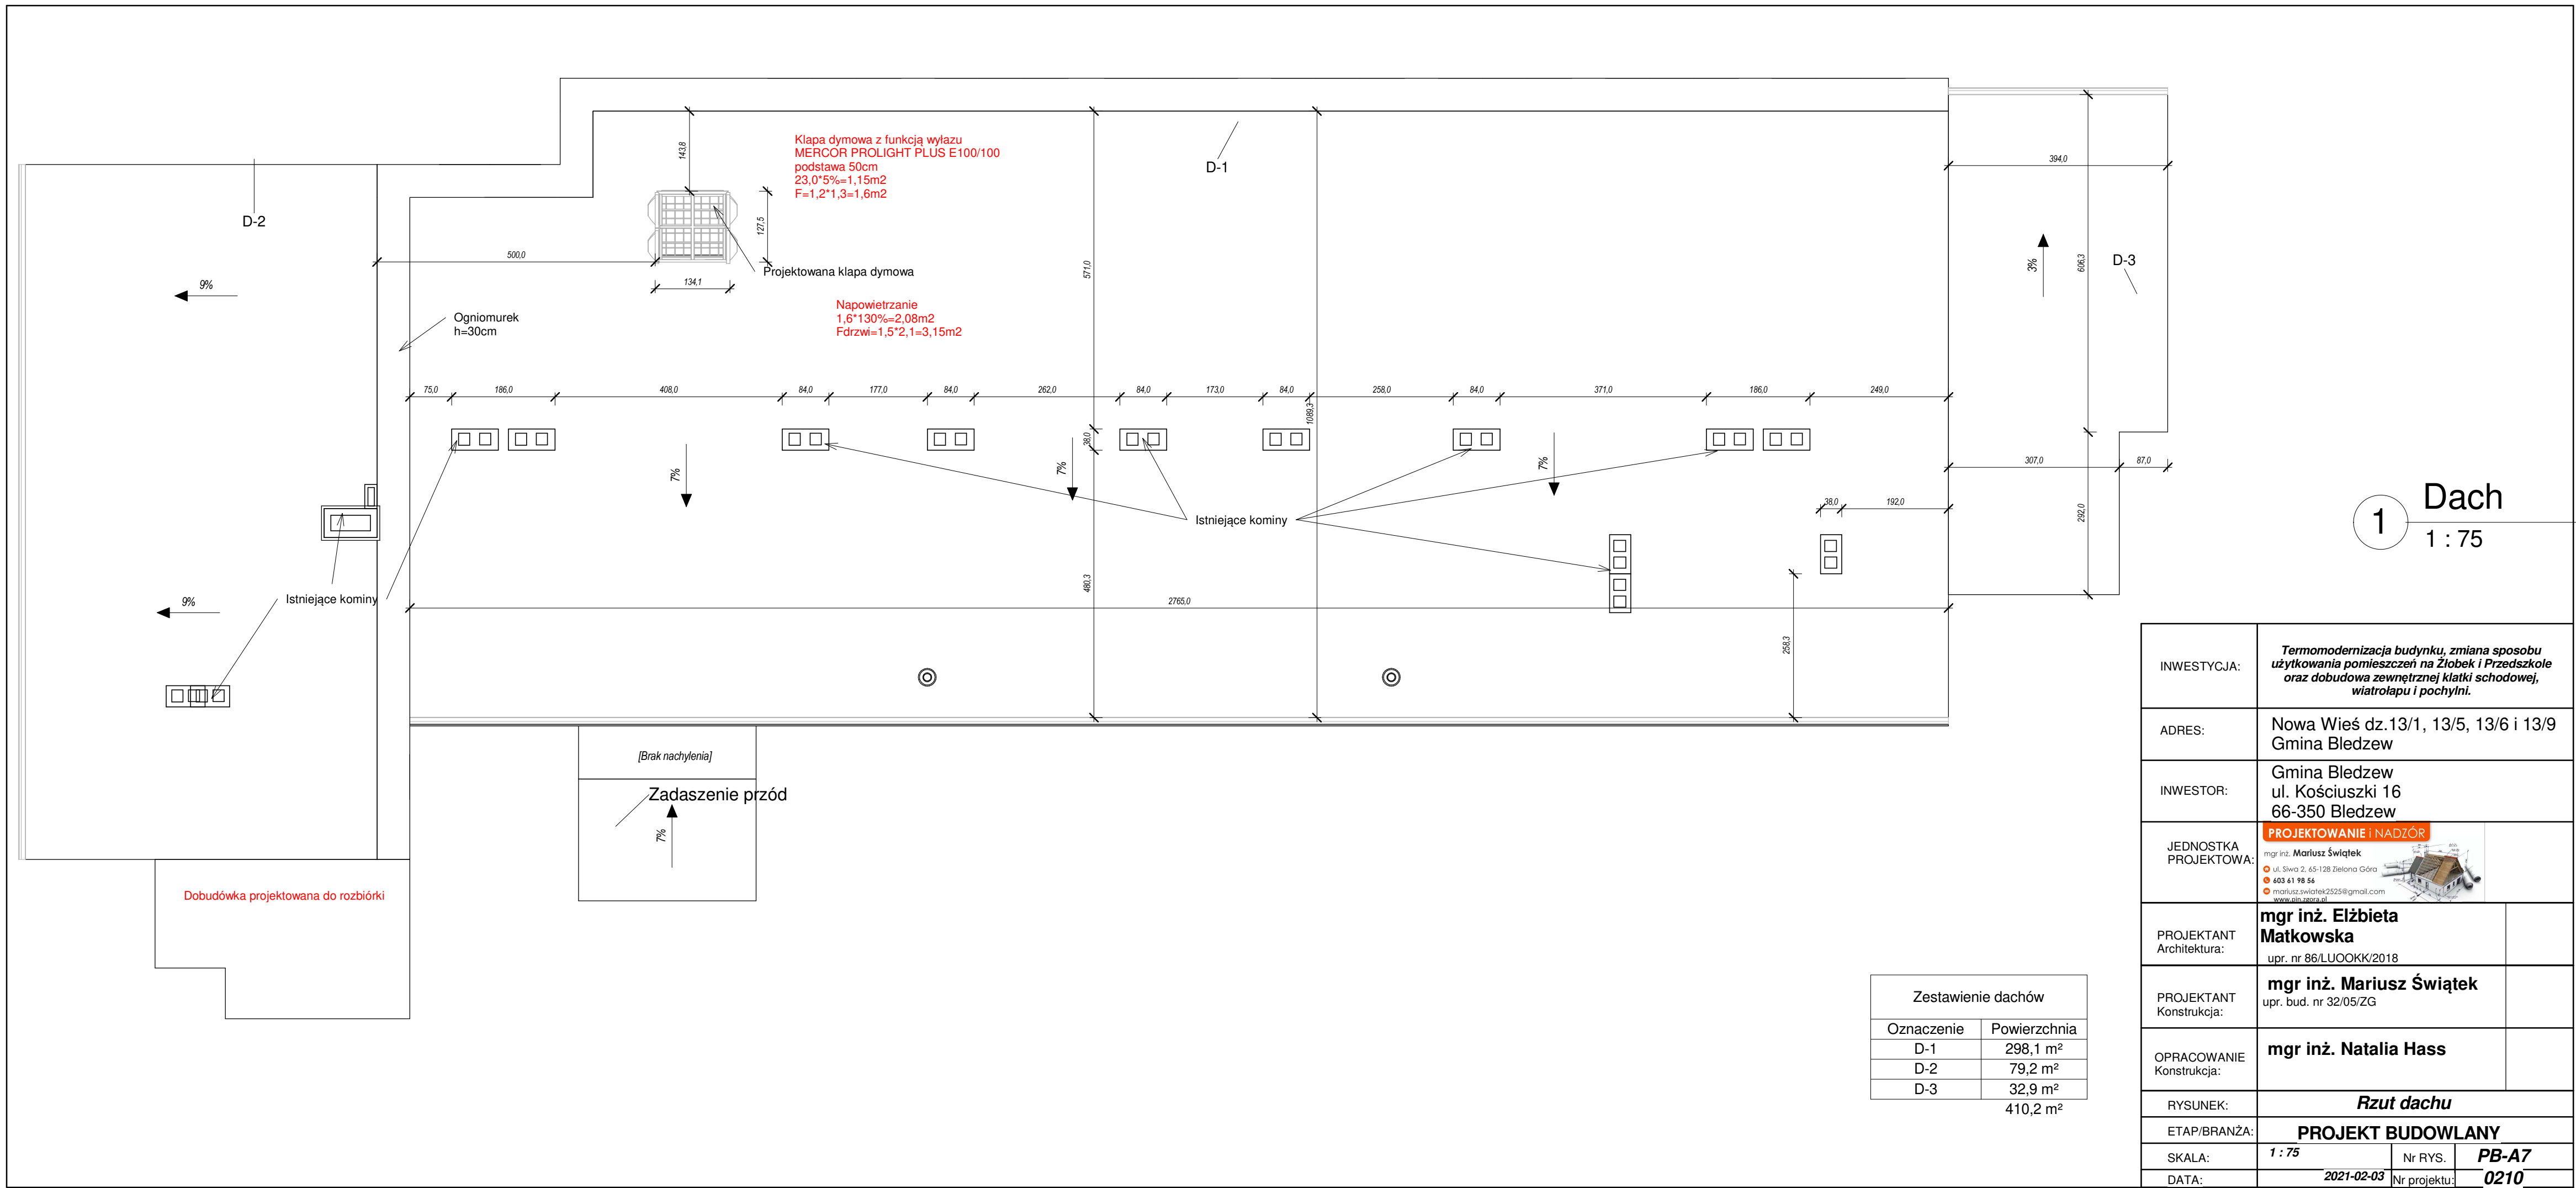 Klapa dymowa z funkcją wyłazu
MERCOR PROLIGHT PLUS E100/100
podstawa 50cm
23,0*5%=1,15m2
F=1,2*1,3=1,6m2
143,8
127,5
134,1
500,0
Projektowana klapa dymowa
Napowietrzanie
1,6*130%=2,08m2
Fdrzwi=1,5*2,1=3,15m2
D-1
D-2
D-3
9%
9%
Ogniomurek
h=30cm
571,0
394,0
606,3
3%
75,0
186,0
408,0
84,0
177,0
84,0
262,0
84,0
173,0
84,0
258,0
84,0
371,0
186,0
249,0
1089,3
38,0
7%
7%
7%
307,0
87,0
38,0
192,0
292,0
Istniejące kominy
Istniejące kominy
480,3
2765,0
258,3
[Brak nachylenia]
Zadaszenie przód
7%
Dobudówka projektowana do rozbiórki
1
Dach
1 : 75
Zestawienie dachów
Oznaczenie Powierzchnia
D-1 298,1 m²
D-2 79,2 m²
D-3 32,9 m²
410,2 m²
INWESTYCJA:
Termomodernizacja budynku, zmiana sposobu
użytkowania pomieszczeń na Żłobek i Przedszkole
oraz dobudowa zewnętrznej klatki schodowej,
wiatrołapu i pochylni.
ADRES:
Nowa Wieś dz.13/1, 13/5, 13/6 i 13/9
Gmina Bledzew
INWESTOR:
Gmina Bledzew
ul. Kościuszki 16
66-350 Bledzew
JEDNOSTKA
PROJEKTOWA:
PROJEKTOWANIE i NADZÓR
mgr inż. Mariusz Świątek
ul. Siwa 2, 65-128 Zielona Góra
603 61 98 56
mariusz.swiatek2525@gmail.com
www.pin.zgora.pl
PROJEKTANT
Architektura:
mgr inż. Elżbieta
Matkowska
upr. nr 86/LUOOKK/2018
PROJEKTANT
Konstrukcja:
mgr inż. Mariusz Świątek
upr. bud. nr 32/05/ZG
OPRACOWANIE
Konstrukcja:
mgr inż. Natalia Hass
RYSUNEK: Rzut dachu
ETAP/BRANŻA: PROJEKT BUDOWLANY
SKALA: 1 : 75 Nr RYS. PB-A7
DATA: 2021-02-03 Nr projektu: 0210